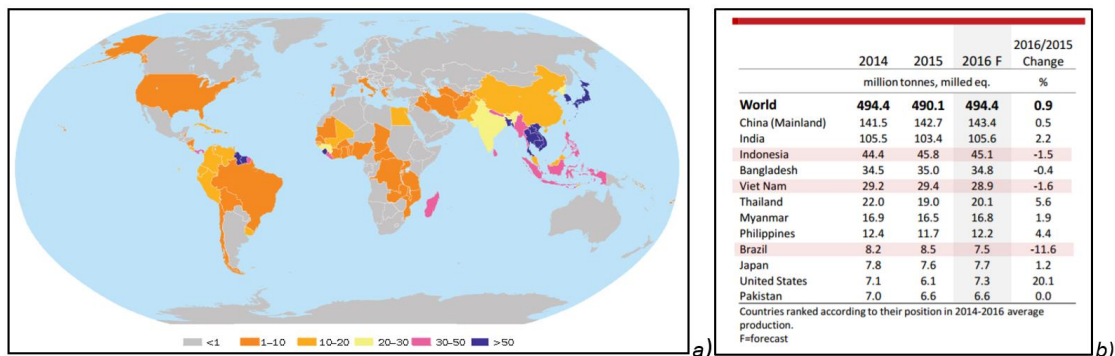 <1 1-10 10-20 20-30 30-50 >50
a)
2016/2015
2014 2015 2016 F Change
million tonnes, milled eq. %
World 494.4 490.1 494.4 0.9
China (Mainland) 141.5 142.7 143.4 0.5
India 105.5 103.4 105.6 2.2
Indonesia 44.4 45.8 45.1 -1.5
Bangladesh 34.5 35.0 34.8 -0.4
Viet Nam 29.2 29.4 28.9 -1.6
Thailand 22.0 19.0 20.1 5.6
Myanmar 16.9 16.5 16.8 1.9
Philippines 12.4 11.7 12.2 4.4
Brazil 8.2 8.5 7.5 -11.6
Japan 7.8 7.6 7.7 1.2
United States 7.1 6.1 7.3 20.1
Pakistan 7.0 6.6 6.6 0.0
Countries ranked according to their position in 2014-2016 average
production.
F=forecast
b)